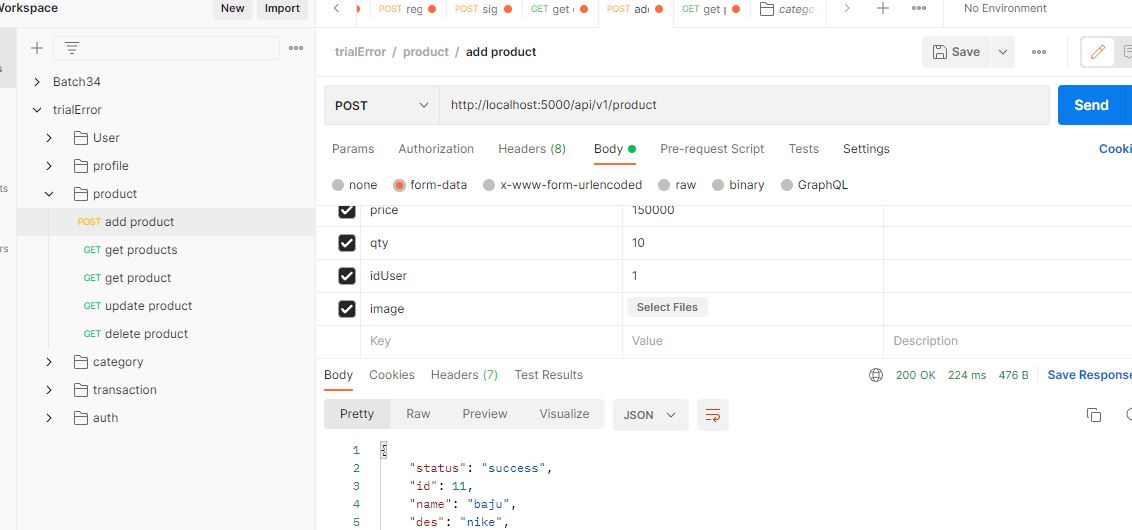 Workspace New Import
POST reg POST sig GET get POST add GET get categ No Environment
trialError / product / add product Save
Batch34
trialError
User
profile
product
POST add product
GET get products
GET get product
GET update product
GET delete product
category
transaction
auth
POST http://localhost:5000/api/v1/product Send
Params Authorization Headers (8) Body Pre-request Script Tests Settings Cooki
none form-data x-www-form-urlencoded raw binary GraphQL
price 150000
qty 10
idUser 1
image Select Files
Key Value Description
Body Cookies Headers (7) Test Results 200 OK 224 ms 476 B Save Response
Pretty Raw Preview Visualize JSON
1 {
2 "status": "success",
3 "id": 11,
4 "name": "baju",
5 "des": "nike",